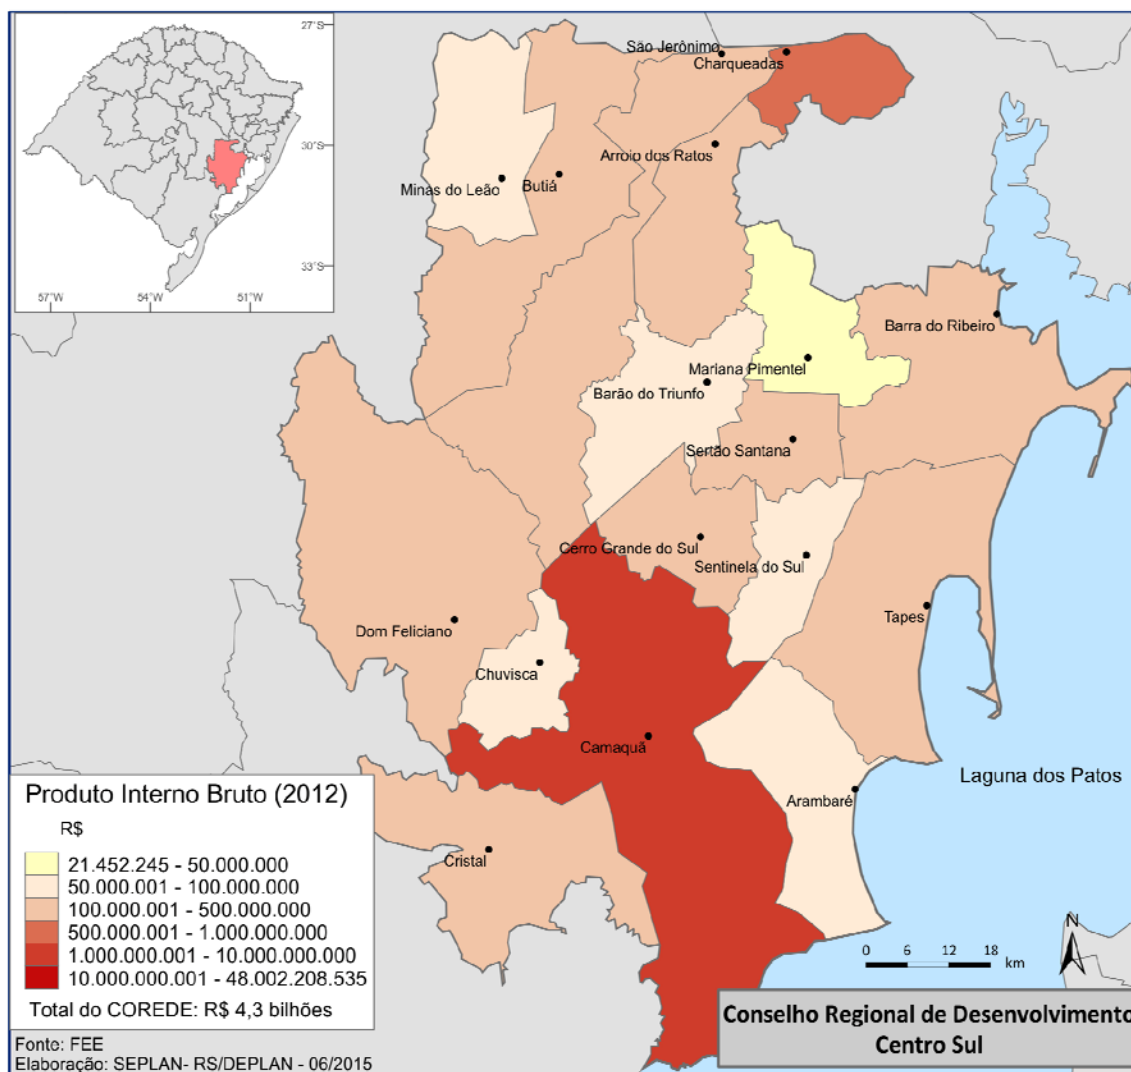 27°S
30°S
33°S
57°W
54°W
51°W
São Jerônimo
Charqueadas
Arroio dos Ratos
Minas do Leão
Butiá
Barra do Ribeiro
Mariana Pimentel
Barão do Triunfo
Sertão Santana
Cerro Grande do Sul
Sentinela do Sul
Tapes
Dom Feliciano
Chuvisca
Camaquã
Laguna dos Patos
Arambaré
Cristal
Produto Interno Bruto (2012)
R$
21.452.245 - 50.000.000
50.000.001 - 100.000.000
100.000.001 - 500.000.000
500.000.001 - 1.000.000.000
1.000.000.001 - 10.000.000.000
10.000.000.001 - 48.002.208.535
Total do COREDE: R$ 4,3 bilhões
N
0 6 12 18
km
Conselho Regional de Desenvolvimento
Centro Sul
Fonte: FEE
Elaboração: SEPLAN- RS/DEPLAN - 06/2015